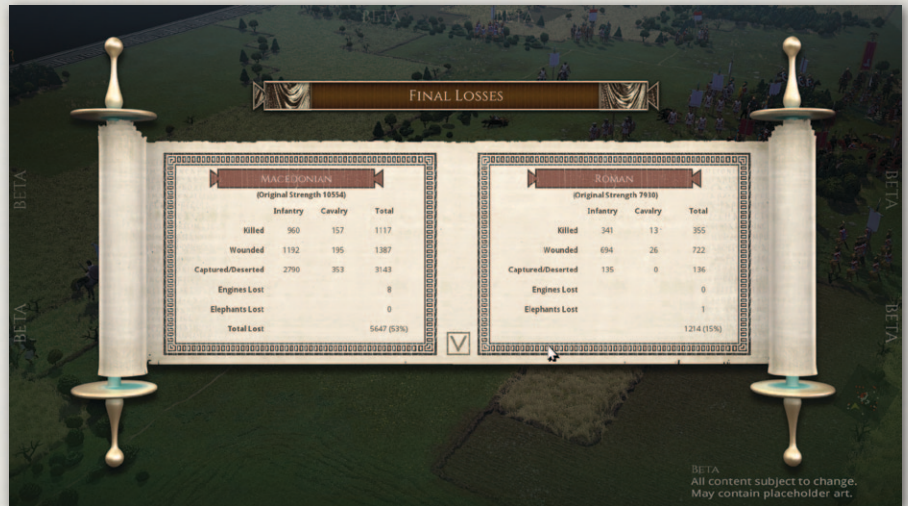 BETA
FINAL LOSSES
MACEDONIAN
(Original Strength 10554)
Infantry Cavalry Total
Killed 960 157 1117
Wounded 1192 195 1387
Captured/Deserted 2790 353 3143
Engines Lost 8
Elephants Lost 0
Total Lost 5647 (53%)
ROMAN
(Original Strength 7930)
Infantry Cavalry Total
Killed 341 13 355
Wounded 694 26 722
Captured/Deserted 135 0 136
Engines Lost 0
Elephants Lost 1
1214 (15%)
BETA
BETA
BETA
BETA
BETA
All content subject to change.
May contain placeholder art.